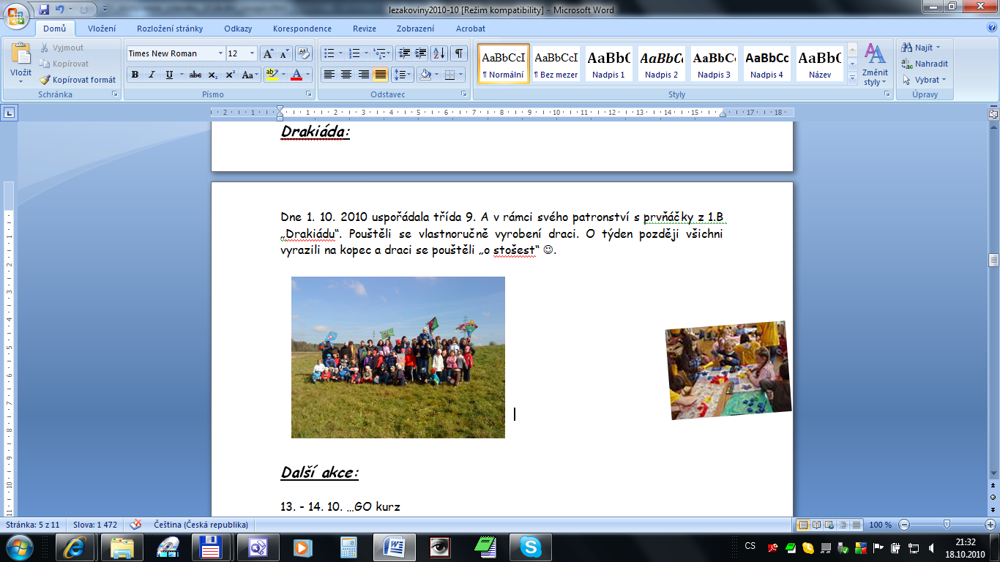 lezakoviny2010-10 [Režim kompatibility] - Microsoft Word
Domů Vložení Rozložení stránky Odkazy Korespondence Revize Zobrazení Acrobat
Vložit
Vyjmout
Kopírovat
Kopírovat formát
Schránka
Times New Roman 12
B I U abc x₂ x² Aa
Písmo
Odstavec
AaBbCcI AaBbCcI AaBbC AaBbCc AaBbCc AaBbCc AaBbC
¶ Normální ¶ Bez mezer Nadpis 1 Nadpis 2 Nadpis 3 Nadpis 4 Název
Změnit styly
Styly
Najít
Nahradit
Vybrat
Úpravy
2 1 1 2 3 4 5 6 7 8 9 10 11 12 13 14 15 17 18
Drakiáda:
Dne 1. 10. 2010 uspořádala třída 9. A v rámci svého patronství s prvňáčky z 1.B
„Drakiádu“. Pouštěli se vlastnoručně vyrobení draci. O týden později všichni
vyrazili na kopec a draci se pouštěli „o stošest“ ☺.
Další akce:
13. - 14. 10. …GO kurz
Stránka: 5 z 11 Slova: 1 472 Čeština (Česká republika) 100 %
CS 21:32
18.10.2010